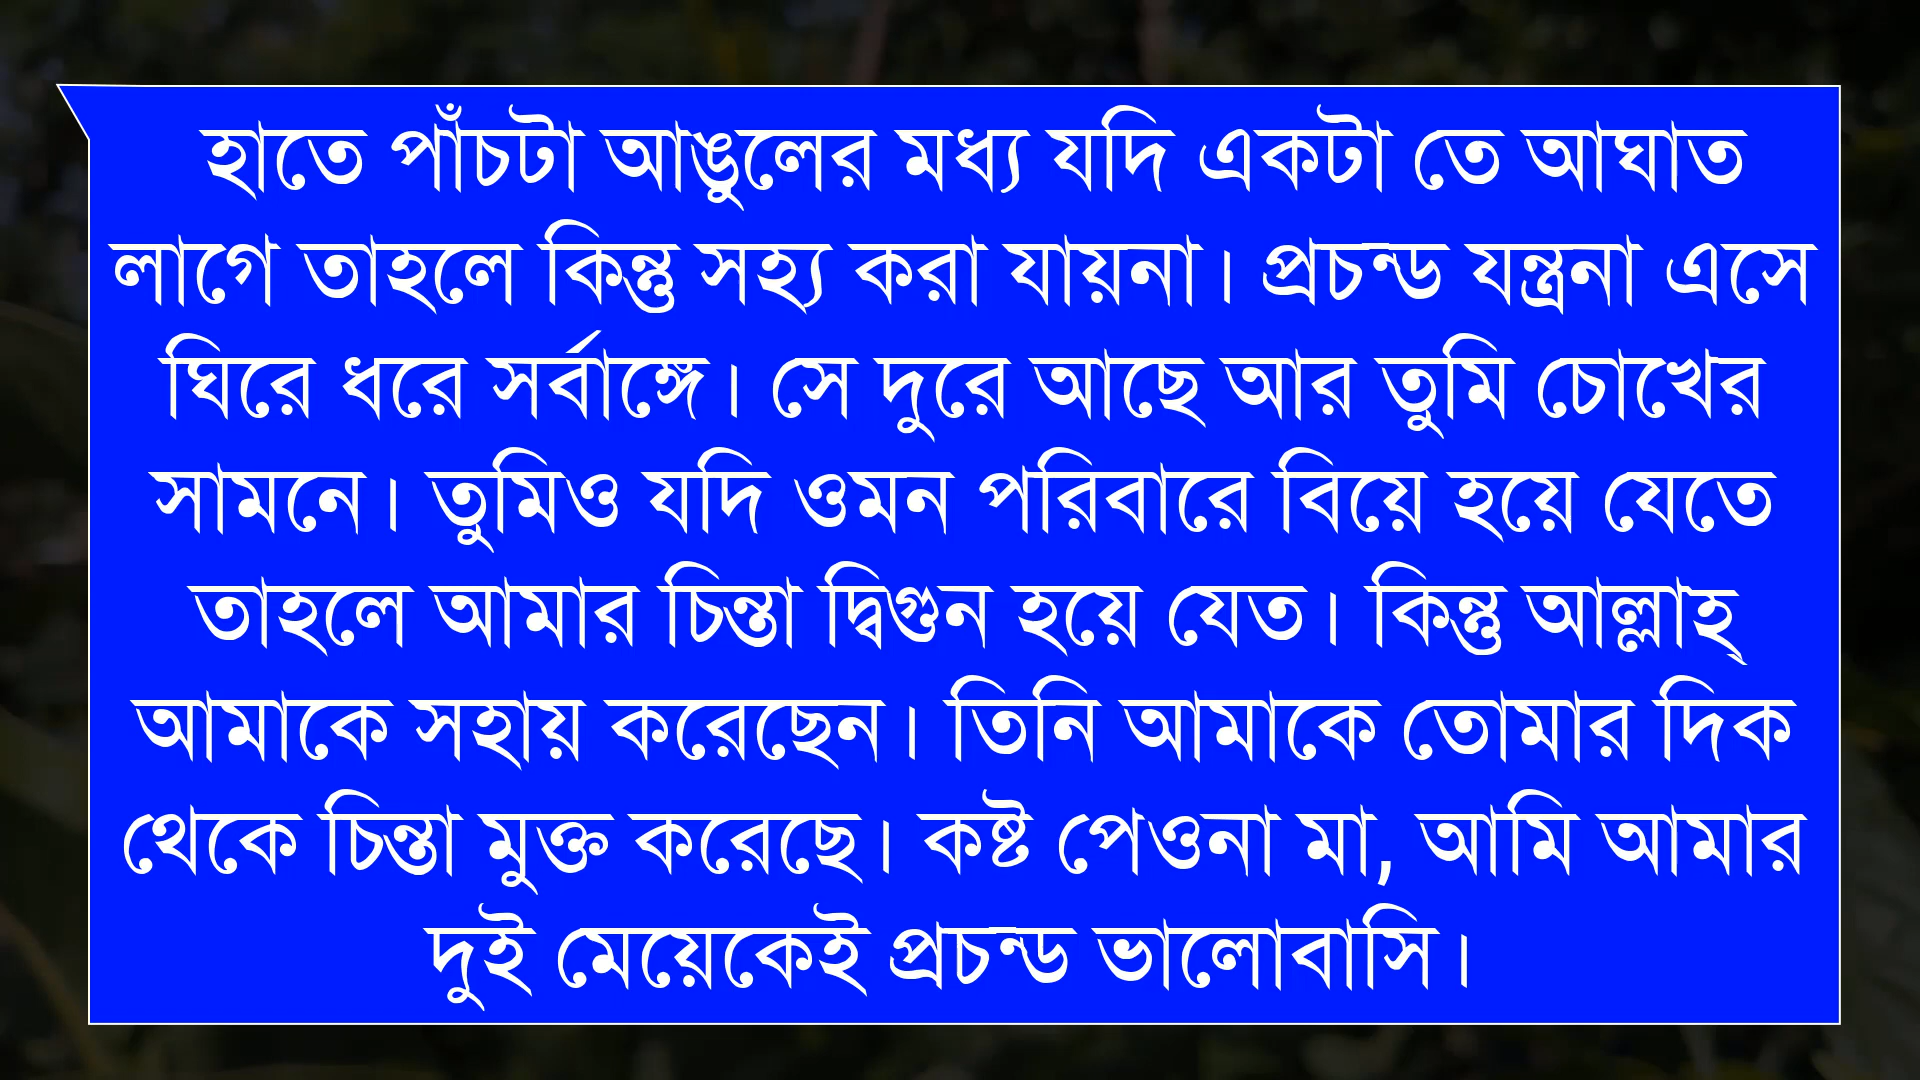 হাতে পাঁচটা আঙুলের মধ্য যদি একটা তে আঘাত
লাগে তাহলে কিন্তু সহ্য করা যায়না। প্রচন্ড যন্ত্রনা এসে
ঘিরে ধরে সর্বাঙ্গে। সে দুরে আছে আর তুমি চোখের
সামনে। তুমিও যদি ওমন পরিবারে বিয়ে হয়ে যেতে
তাহলে আমার চিন্তা দ্বিগুন হয়ে যেত। কিন্তু আল্লাহ্
আমাকে সহায় করেছেন। তিনি আমাকে তোমার দিক
থেকে চিন্তা মুক্ত করেছে। কষ্ট পেওনা মা, আমি আমার
দুই মেয়েকেই প্রচন্ড ভালোবাসি।